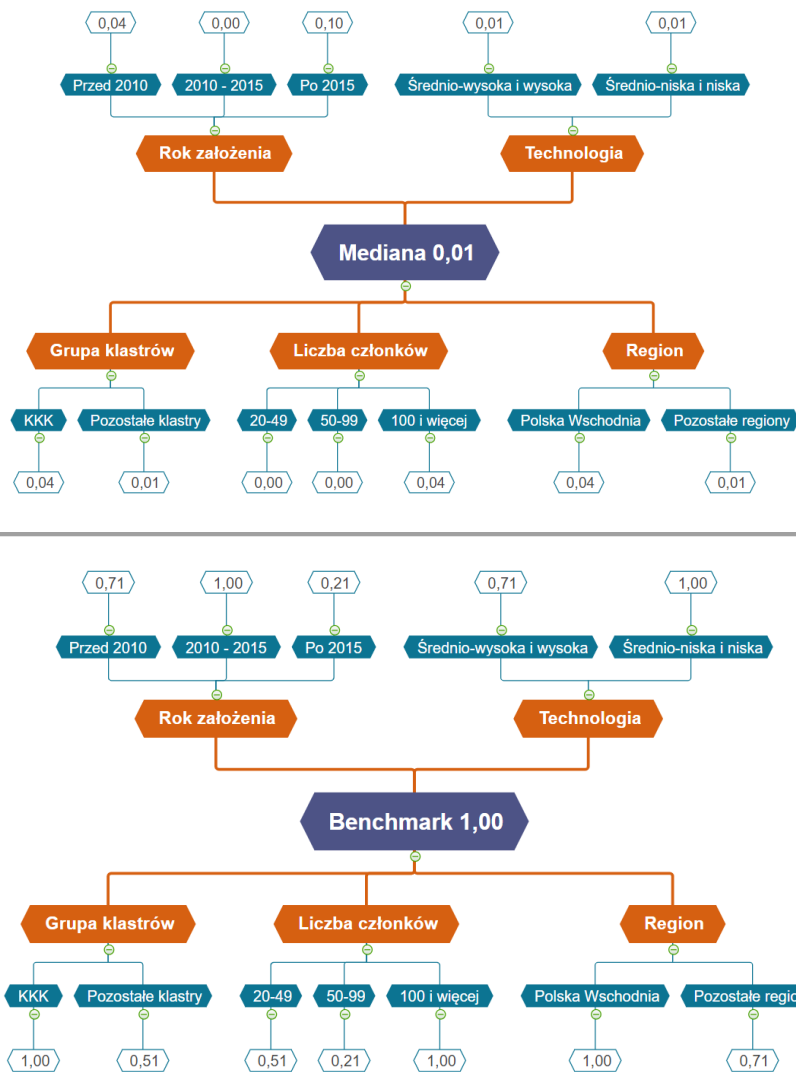 0,04 0,00 0,10 0,01 0,01
Przed 2010 2010 - 2015 Po 2015 Średnio-wysoka i wysoka Średnio-niska i niska
Rok założenia Technologia
Mediana 0,01
Grupa klastrów Liczba członków Region
KKK Pozostałe klastry 20-49 50-99 100 i więcej Polska Wschodnia Pozostałe regiony
0,04 0,01 0,00 0,00 0,04 0,04 0,01
0,71 1,00 0,21 0,71 1,00
Przed 2010 2010 - 2015 Po 2015 Średnio-wysoka i wysoka Średnio-niska i niska
Rok założenia Technologia
Benchmark 1,00
Grupa klastrów Liczba członków Region
KKK Pozostałe klastry 20-49 50-99 100 i więcej Polska Wschodnia Pozostałe regio
1,00 0,51 0,51 0,21 1,00 1,00 0,71